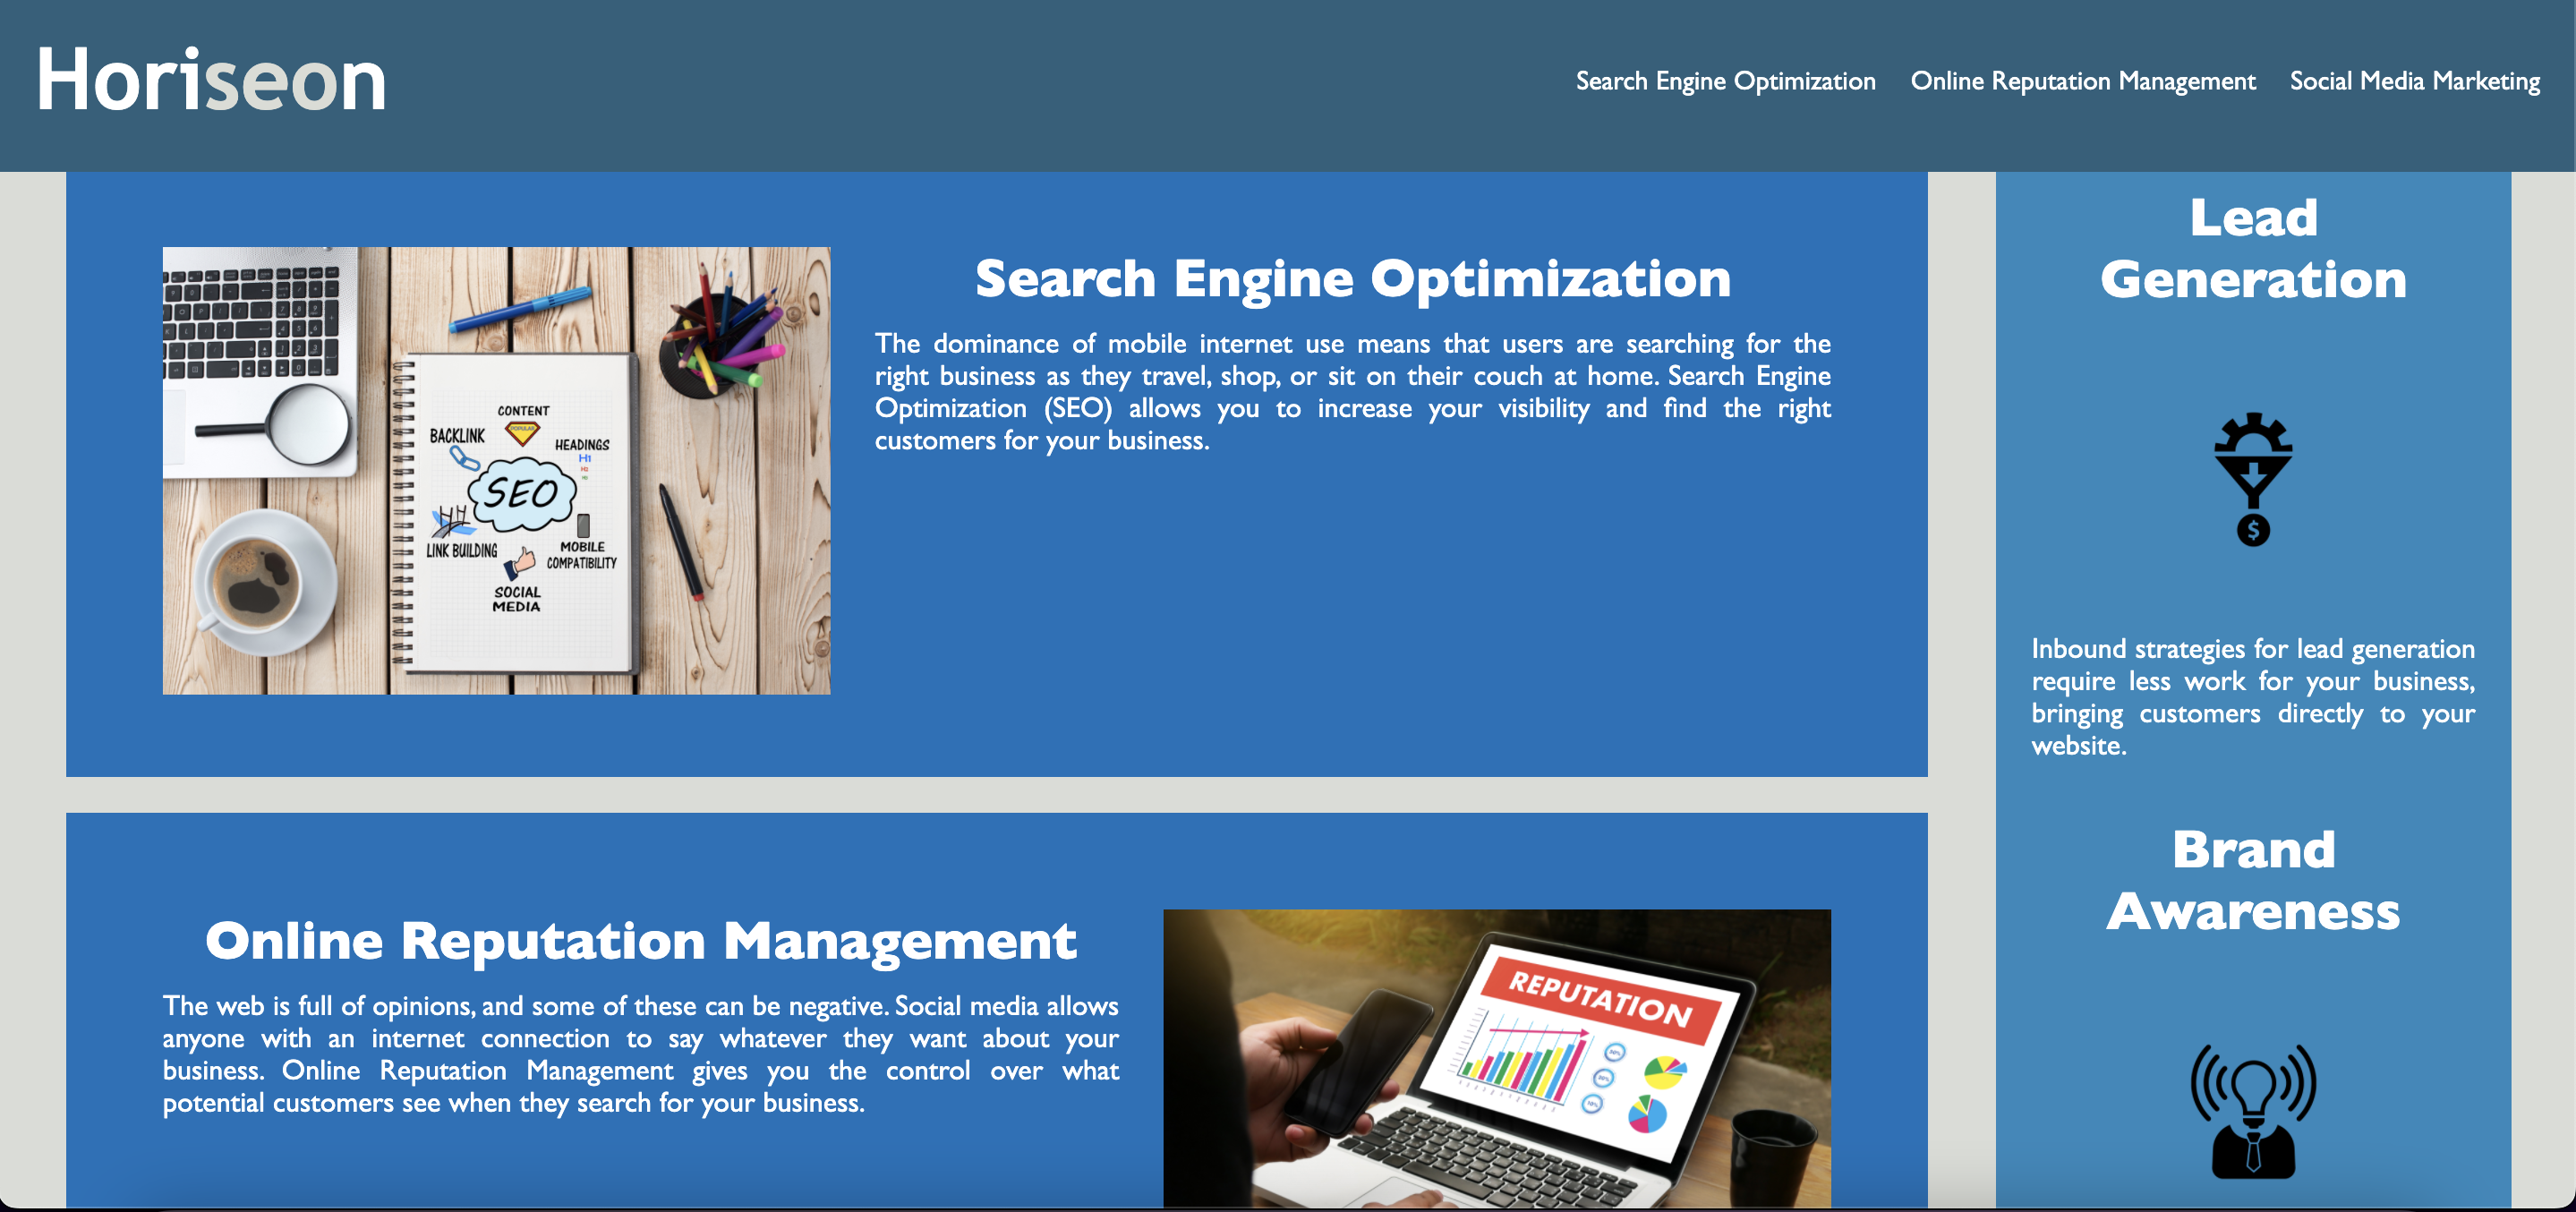 Horiseon
Search Engine Optimization
Online Reputation Management
Social Media Marketing
CONTENT
POPULAR
BACKLINK
HEADINGS
H1
H2
SEO
LINK BUILDING
MOBILE
COMPATIBILITY
SOCIAL
MEDIA
Search Engine Optimization
The dominance of mobile internet use means that users are searching for the
right business as they travel, shop, or sit on their couch at home. Search Engine
Optimization (SEO) allows you to increase your visibility and find the right
customers for your business.
Online Reputation Management
The web is full of opinions, and some of these can be negative. Social media allows
anyone with an internet connection to say whatever they want about your
business. Online Reputation Management gives you the control over what
potential customers see when they search for your business.
REPUTATION
Lead
Generation
$
Inbound strategies for lead generation
require less work for your business,
bringing customers directly to your
website.
Brand
Awareness